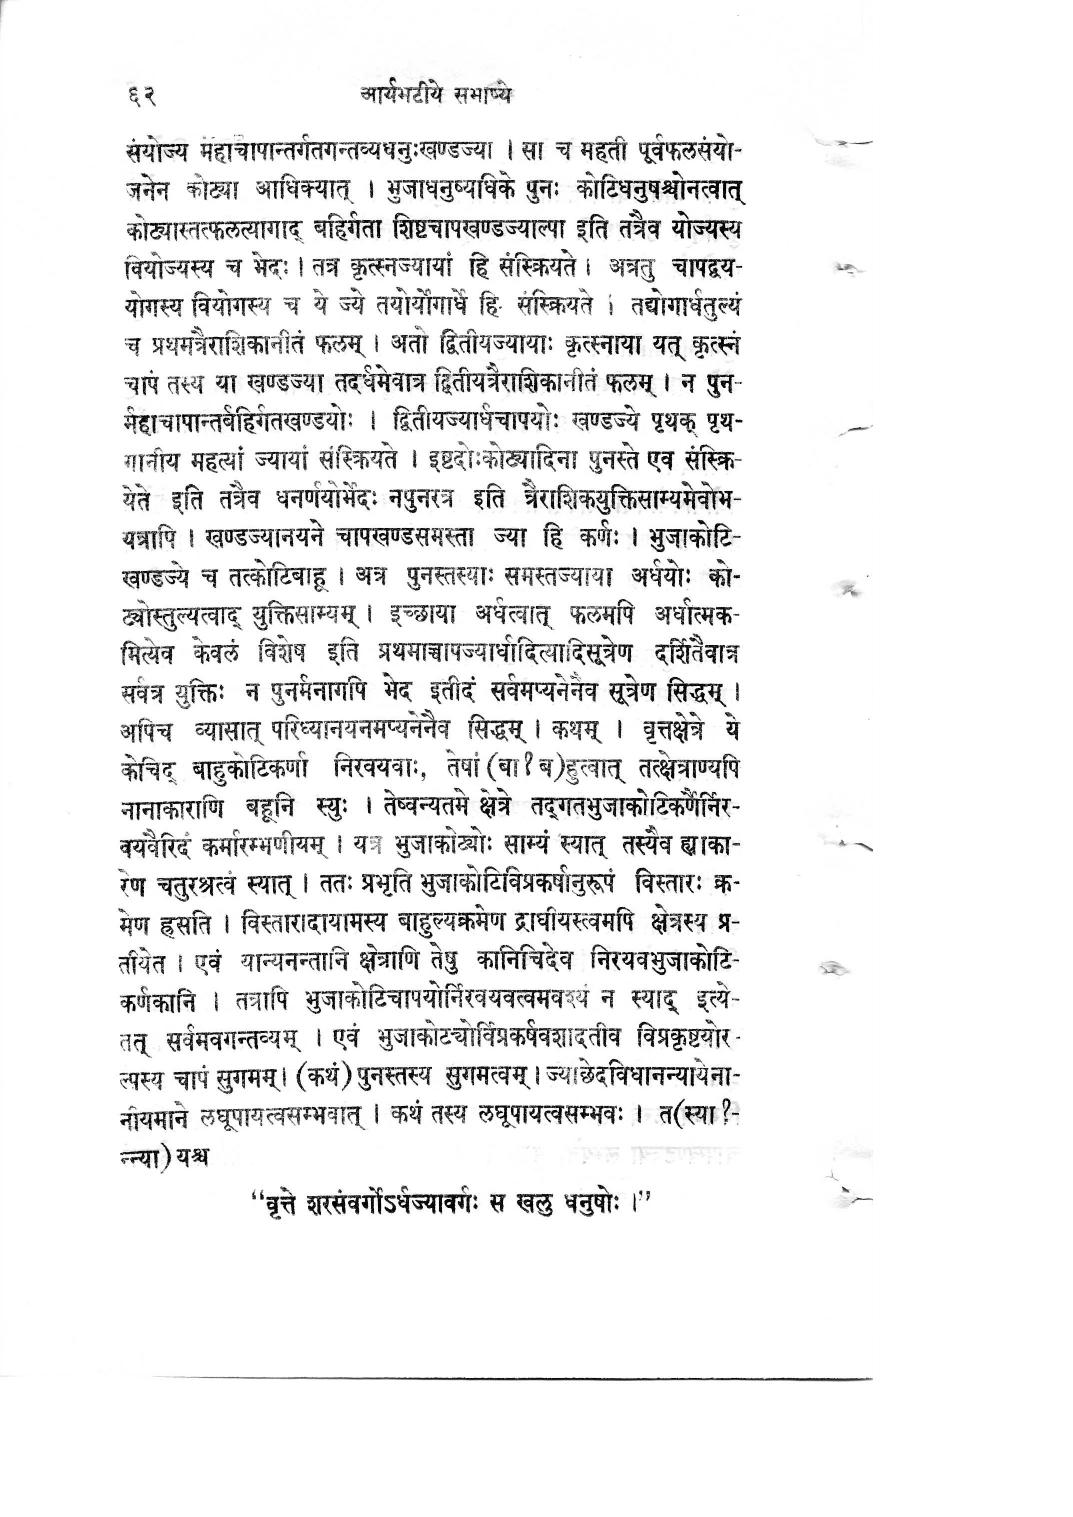 ६२ आर्यभटीये सभाष्ये
संयोज्य महाचापान्तर्गतगन्तव्यधनुःखण्डज्या । सा च महती पूर्वफलसंयो-
जनेन कोट्या आधिक्यात् । भुजाधनुष्यधिके पुनः कोटिधनुषश्चोनत्वात्
कोट्यास्तत्फलत्यागाद् बहिर्गता शिष्टचापखण्डज्याल्पा इति तत्रैव योज्यस्य
वियोज्यस्य च भेदः । तत्र कृत्स्नज्यायां हि संस्क्रियते । अत्रतु चापद्वय-
योगस्य वियोगस्य च ये ज्ये तयोर्योगार्धे हि संस्क्रियते । तद्योगार्धतुल्यं
च प्रथमत्रैराशिकानीतं फलम् । अतो द्वितीयज्यायाः कृत्स्नाया यत् कृत्स्नं
चापं तस्य या खण्डज्या तदर्धमेवात्र द्वितीयत्रैराशिकानीतं फलम् । न पुन-
र्महाचापान्तर्बहिर्गतखण्डयोः । द्वितीयज्यार्धचापयोः खण्डज्ये पृथक् पृथ-
गानीय महत्यां ज्यायां संस्क्रियते । इष्टदोःकोट्यादिना पुनस्ते एव संस्क्रि-
येते इति तत्रैव धनर्णयोर्भेदः नपुनरत्र इति त्रैराशिकयुक्तिसाम्यमेवोभ-
यत्रापि । खण्डज्यानयने चापखण्डसमस्ता ज्या हि कर्णः । भुजाकोटि-
खण्डज्ये च तत्कोटिबाहू । अत्र पुनस्तस्याः समस्तज्याया अर्धयोः को-
ट्योस्तुल्यत्वाद् युक्तिसाम्यम् । इच्छाया अर्धत्वात् फलमपि अर्धात्मक-
मित्येव केवलं विशेष इति प्रथमाच्चापज्यार्धादित्यादिसूत्रेण दर्शितैवात्र
सर्वत्र युक्तिः न पुनर्मनागपि भेद इतीदं सर्वमप्यनेनैव सूत्रेण सिद्धम् ।
अपिच व्यासात् परिध्यानयनमप्यनेनैव सिद्धम् । कथम् । वृत्तक्षेत्रे ये
केचिद् बाहुकोटिकर्णा निरवयवाः, तेषां (बा ? ब)हुत्वात् तत्क्षेत्राण्यपि
नानाकाराणि बहूनि स्युः । तेष्वन्यतमे क्षेत्रे तद्गतभुजाकोटिकर्णैर्निर-
वयवैरिदं कर्मारम्भणीयम् । यत्र भुजाकोट्योः साम्यं स्यात् तस्यैव ह्याका-
रेण चतुरश्रत्वं स्यात् । ततः प्रभृति भुजाकोटिविप्रकर्षानुरूपं विस्तारः क्र-
मेण ह्रसति । विस्तारादायामस्य बाहुल्यक्रमेण द्राघीयस्त्वमपि क्षेत्रस्य प्र-
तीयेत । एवं यान्यनन्तानि क्षेत्राणि तेषु कानिचिदेव निरयवभुजाकोटि-
कर्णकानि । तत्रापि भुजाकोटिचापयोर्निरवयवत्वमवश्यं न स्याद् इत्ये-
तत् सर्वमवगन्तव्यम् । एवं भुजाकोट्योर्विप्रकर्षवशादतीव विप्रकृष्टयोर-
ल्पस्य चापं सुगमम्। (कथं) पुनस्तस्य सुगमत्वम् । ज्याछेदविधानन्यायेना-
नीयमाने लघूपायत्वसम्भवात् । कथं तस्य लघूपायत्वसम्भवः । त(स्या ?-
न्न्या) यश्च
“वृत्ते शरसंवर्गोऽर्धज्यावर्गः स खलु धनुषोः ।”